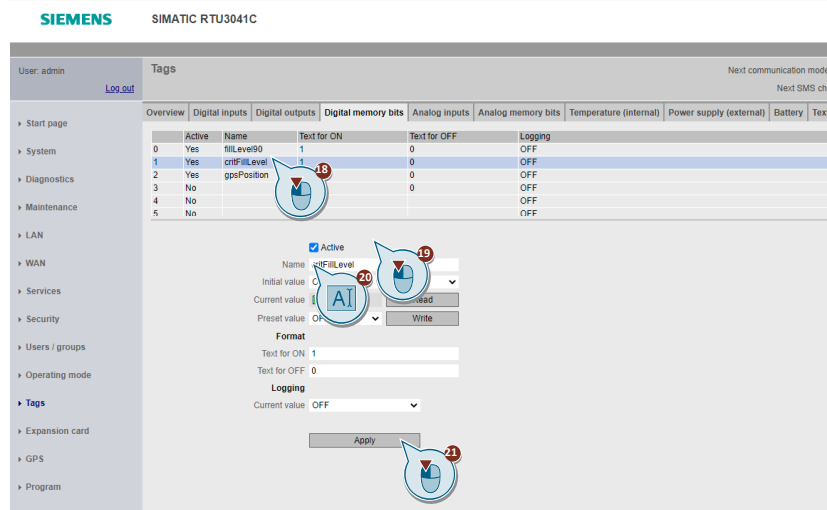 SIEMENS SIMATIC RTU3041C
User: admin
Log out
Tags
Next communication mode
Next SMS ch
Overview Digital inputs Digital outputs Digital memory bits Analog inputs Analog memory bits Temperature (internal) Power supply (external) Battery Tex
Active Name Text for ON Text for OFF Logging
0 Yes fillLevel90 1 0 OFF
1 Yes critFillLevel 1 0 OFF
2 Yes gpsPosition 0 OFF
3 No 0 OFF
4 No OFF
5 No OFF
18
Start page
System
Diagnostics
Maintenance
LAN
WAN
Services
Security
Users / groups
Operating mode
Tags
Expansion card
GPS
Program
Active
19
Name critFillLevel
20
Initial value
Current value
Preset value Write
AI
Format
Text for ON 1
Text for OFF 0
Logging
Current value OFF
Apply
21